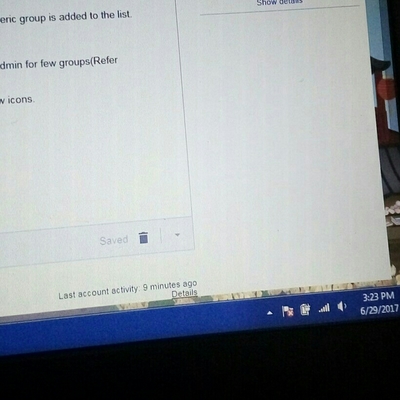 Show details
eric group is added to the list.
dmin for few groups(Refer
w icons.
Saved
Last account activity: 9 minutes ago
Details
3:23 PM
6/29/2017